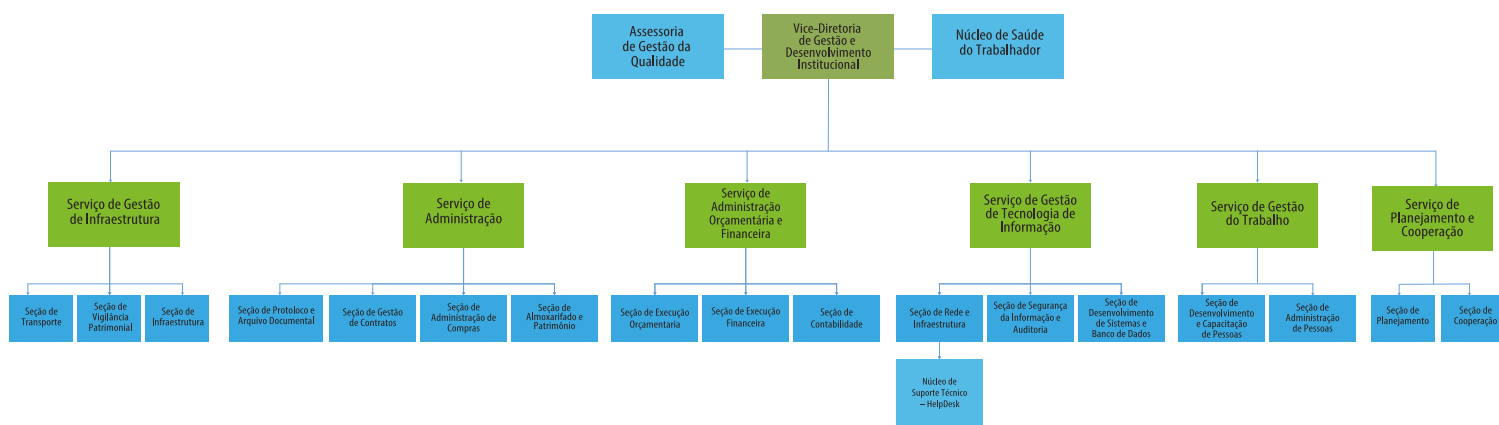 Assessoria
de Gestão da
Qualidade
Vice-Diretoria
de Gestão e
Desenvolvimento
Institucional
Núcleo de Saúde
do Trabalhador
Serviço de Gestão
de Infraestrutura
Serviço de
Administração
Serviço de
Administração
Orçamentária e
Financeira
Serviço de Gestão
de Tecnologia de
Informação
Serviço de Gestão
do Trabalho
Serviço de
Planejamento e
Cooperação
Seção de
Transporte
Seção de
Vigilância
Patrimonial
Seção de
Infraestrutura
Seção de Protoloco e
Arquivo Documental
Seção de Gestão
de Contratos
Seção de
Administração de
Compras
Seção de
Almoxarifado e
Patrimônio
Seção de Execução
Orçamentaria
Seção de Execução
Financeira
Seção de
Contabilidade
Seção de Rede e
Infraestrutura
Seção de Segurança
da Informação e
Auditoria
Seção de
Desenvolvimento
de Sistemas e
Banco de Dados
Seção de
Desenvolvimento
e Capacitação
de Pessoas
Seção de
Administração
de Pessoas
Seção de
Planejamento
Seção de
Cooperação
Núcleo de
Suporte Técnico
– HelpDesk